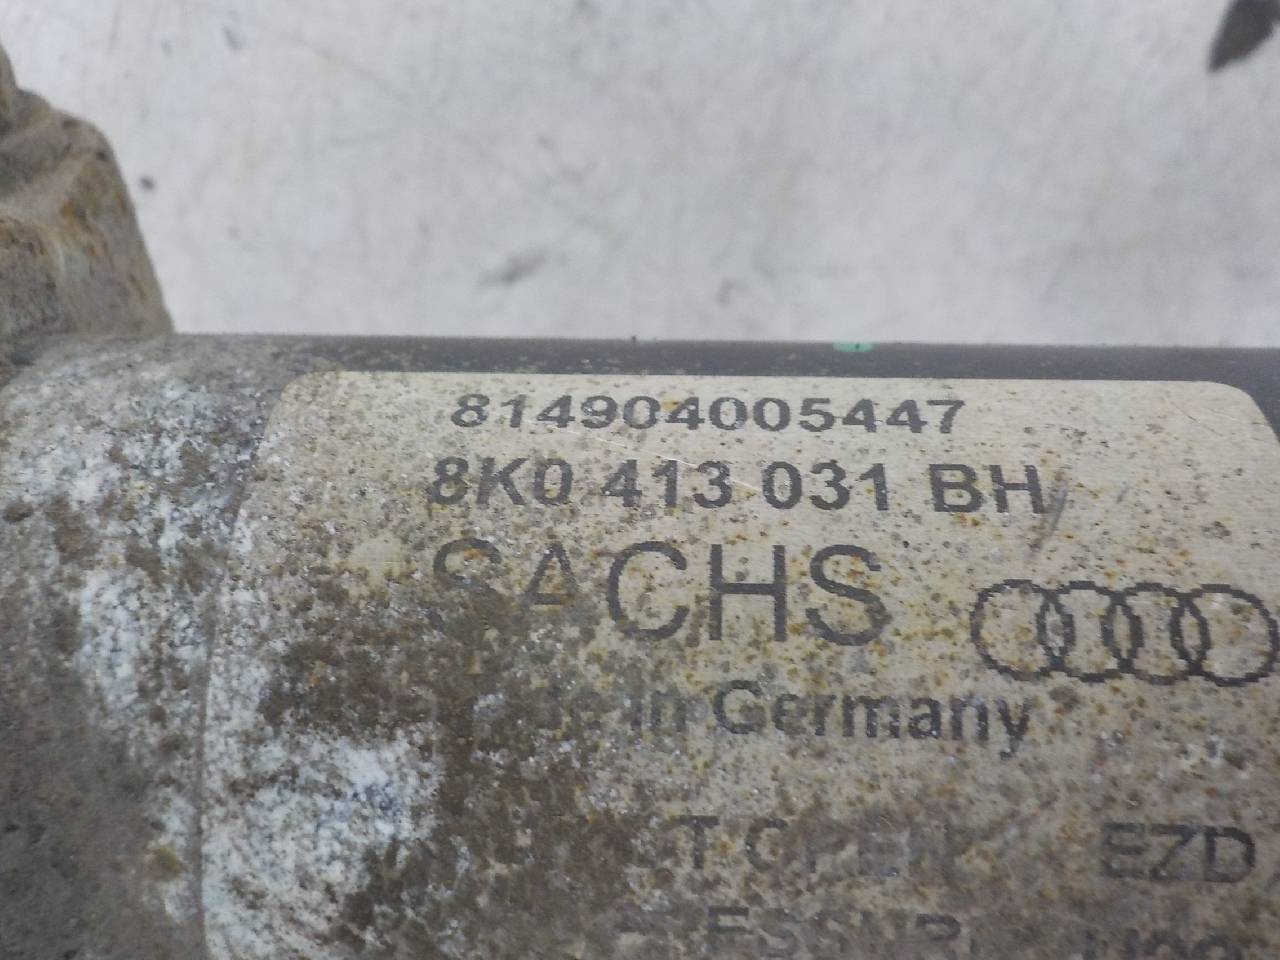 814904005447
8K0 413 031 BH
SACHS
in Germany
EZD